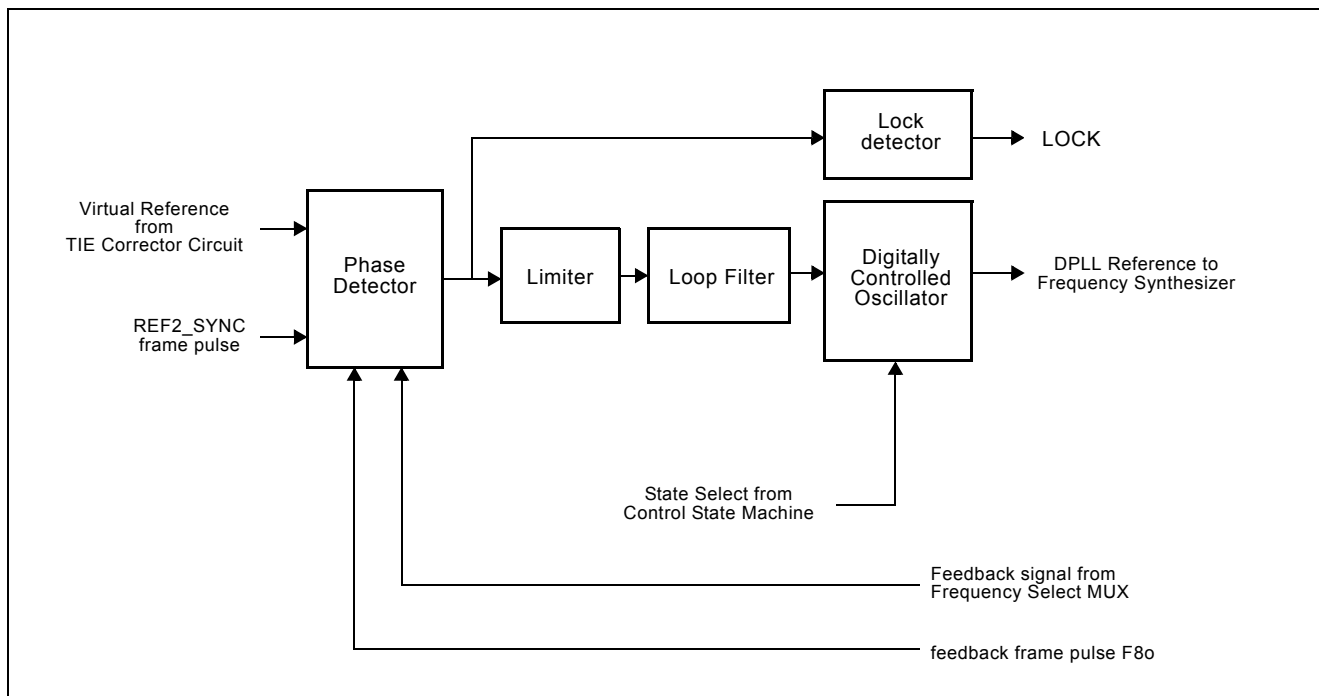 Lock
detector
LOCK
Virtual Reference
from
TIE Corrector Circuit
Phase
Detector
Limiter
Loop Filter
Digitally
Controlled
Oscillator
DPLL Reference to
Frequency Synthesizer
REF2_SYNC
frame pulse
State Select from
Control State Machine
Feedback signal from
Frequency Select MUX
feedback frame pulse F8o